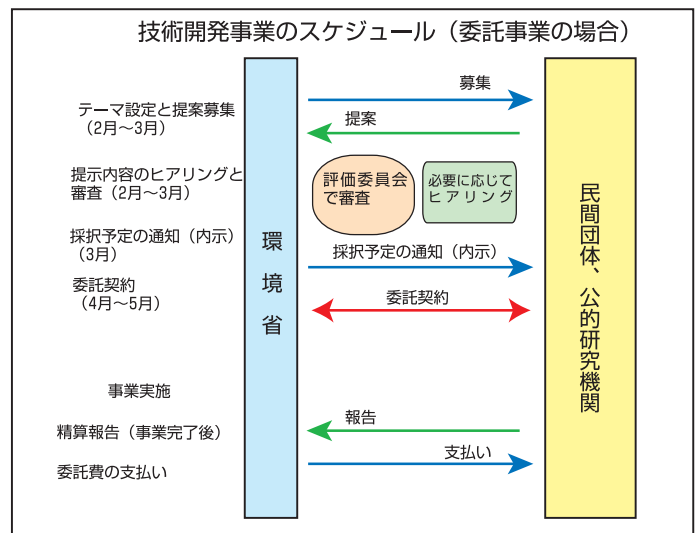 技術開発事業のスケジュール（委託事業の場合）
テーマ設定と提案募集
（2月～3月）
募集
提案
提示内容のヒアリングと
審査（2月～3月）
評価委員会
で審査
必要に応じて
ヒアリング
採択予定の通知（内示）
（3月）
採択予定の通知（内示）
委託契約
（4月～5月）
委託契約
環境省
民間団体、公的研究機関
事業実施
精算報告（事業完了後）
報告
委託費の支払い
支払い